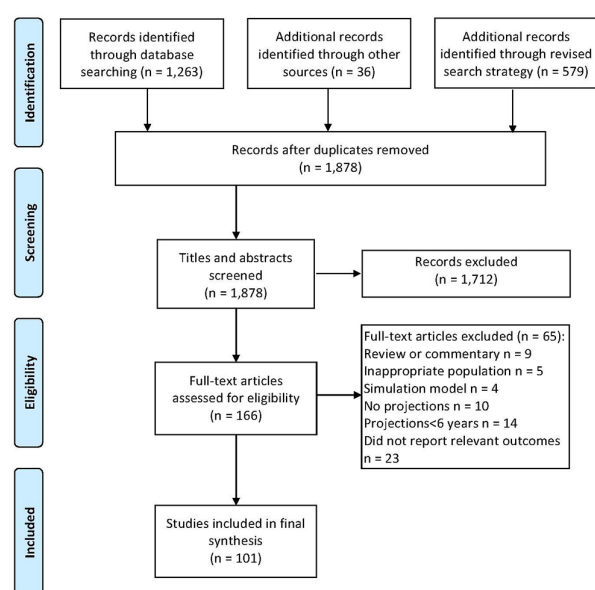 Identification
Records identified
through database
searching (n = 1,263)
Additional records
identified through other
sources (n = 36)
Additional records
identified through revised
search strategy (n = 579)
Records after duplicates removed
(n = 1,878)
Screening
Titles and abstracts
screened
(n = 1,878)
Records excluded
(n = 1,712)
Eligibility
Full-text articles
assessed for eligibility
(n = 166)
Full-text articles excluded (n = 65):
Review or commentary n = 9
Inappropriate population n = 5
Simulation model n = 4
No projections n = 10
Projections<6 years n = 14
Did not report relevant outcomes
n = 23
Included
Studies included in final
synthesis
(n = 101)